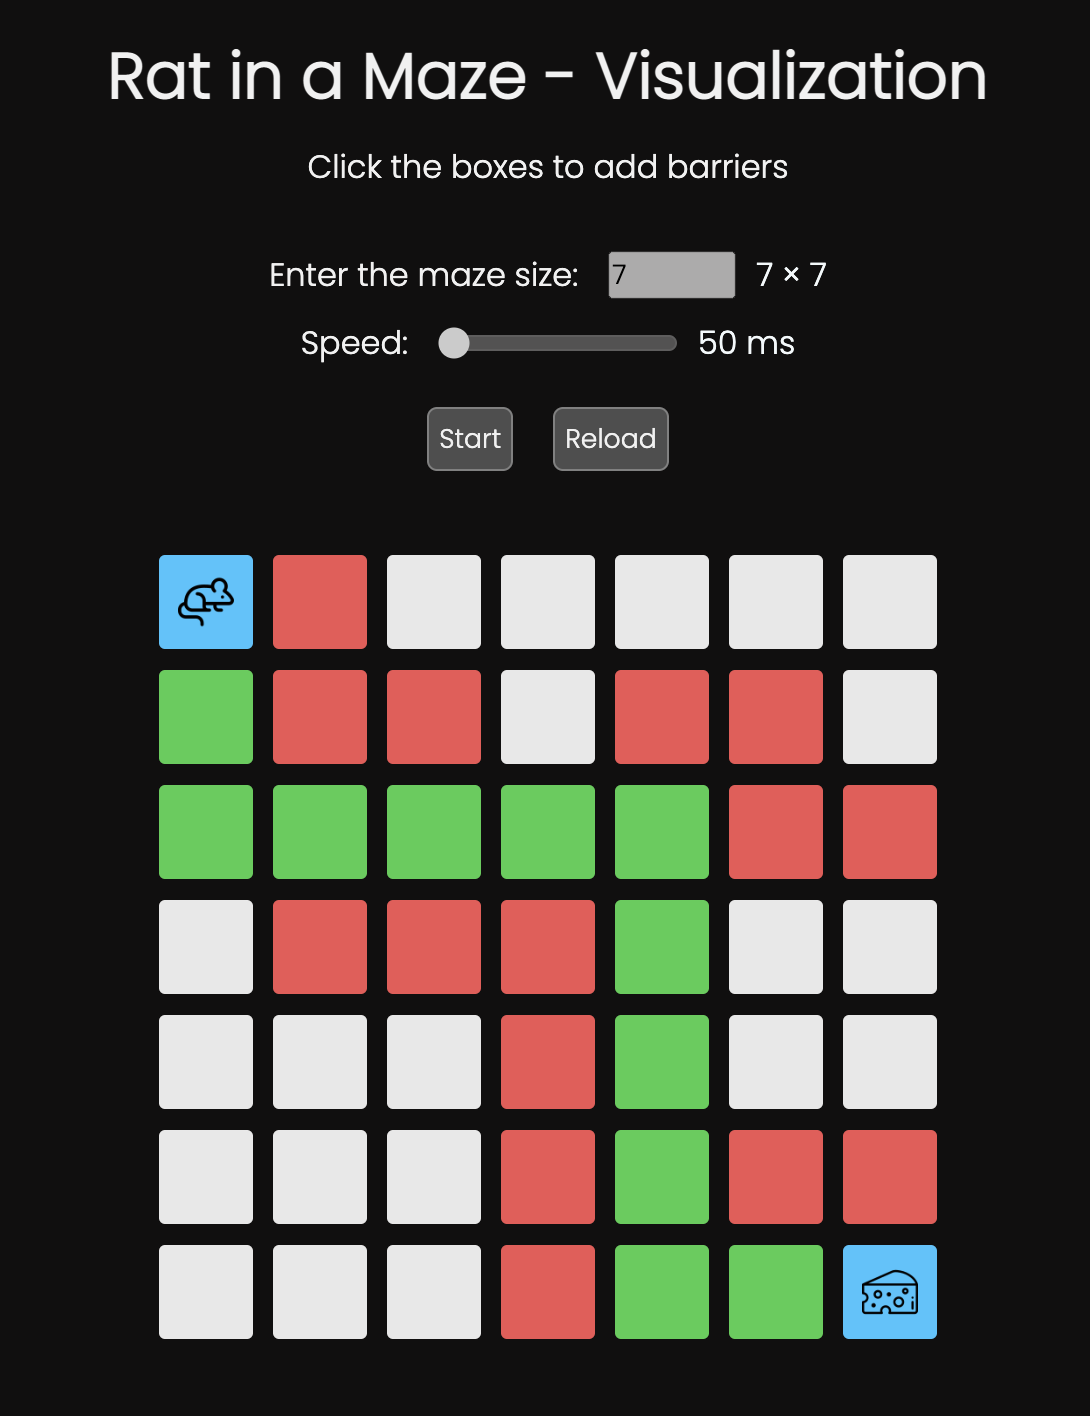 Rat in a Maze - Visualization
Click the boxes to add barriers
Enter the maze size: 7 7 × 7
Speed: 50 ms
Start Reload